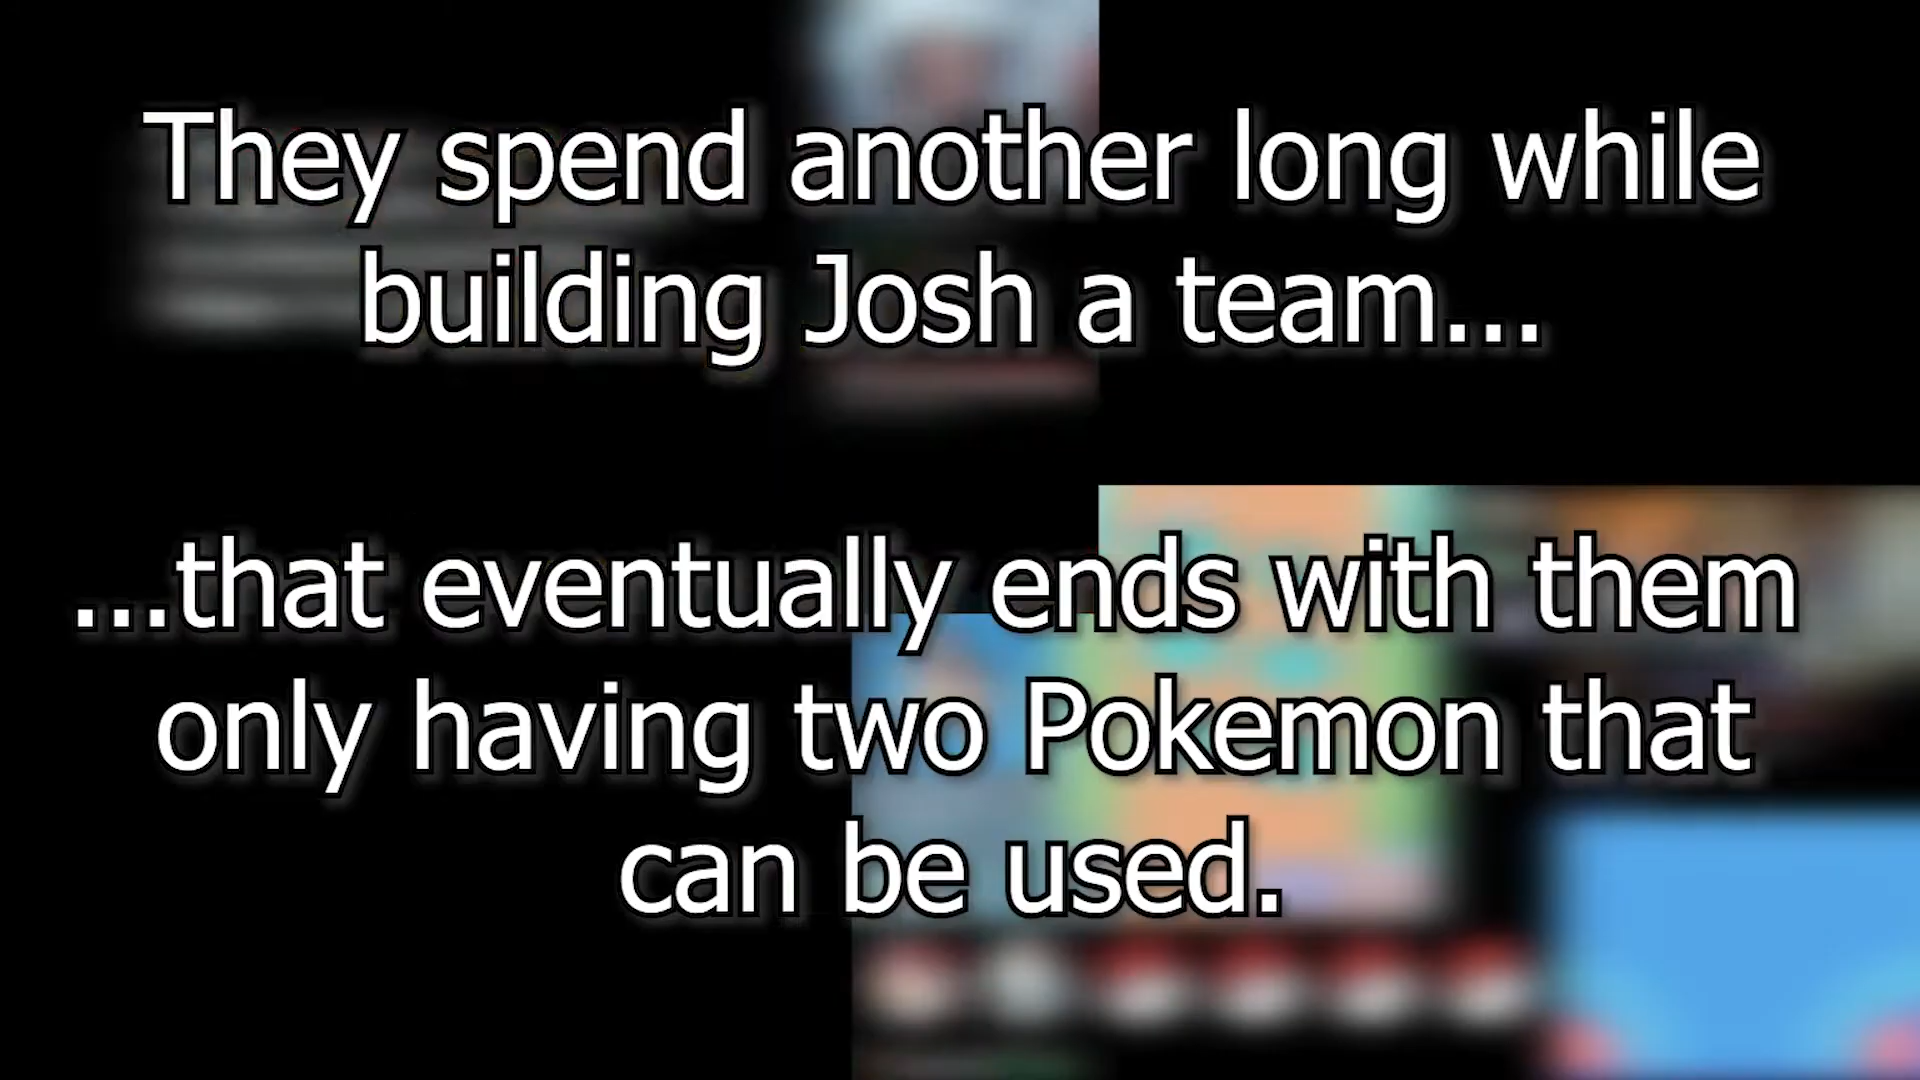 They spend another long while
building Josh a team...
...that eventually ends with them
only having two Pokemon that
can be used.